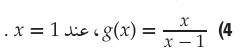 (4 g(x) = x / (x − 1) ، عند x = 1 .